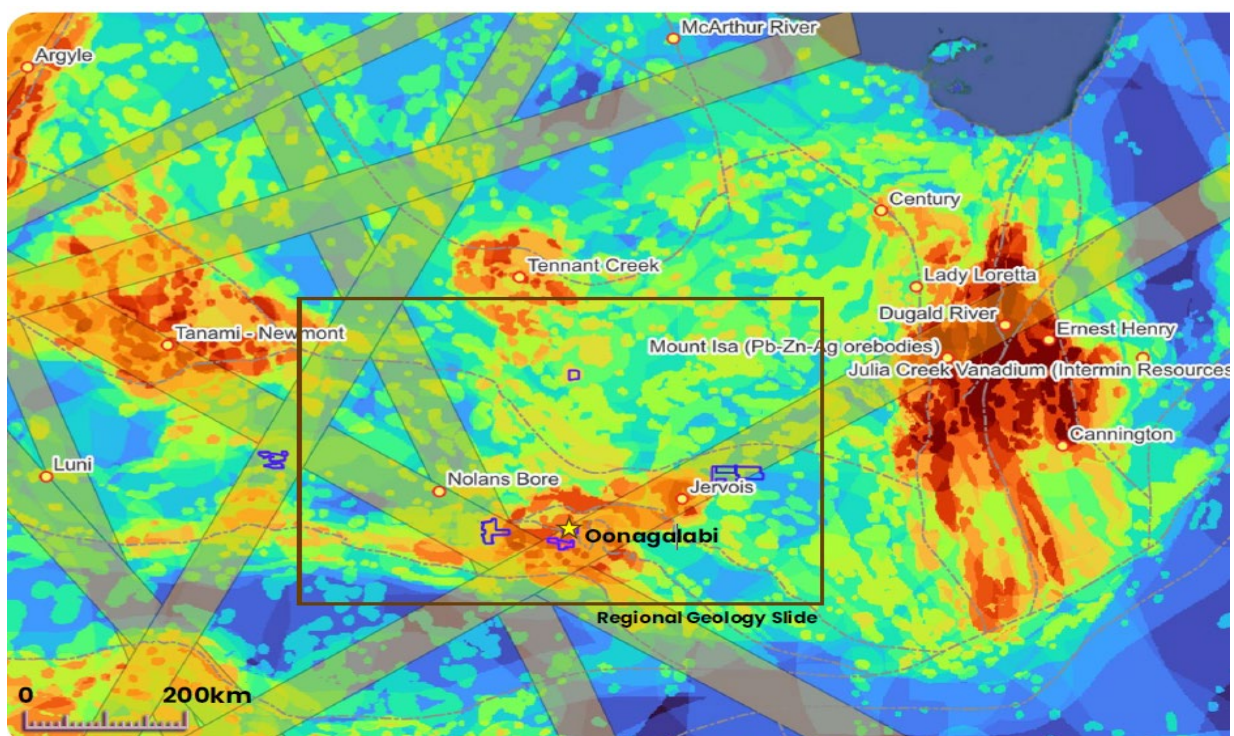 McArthur River
Argyle
Century
Tennant Creek
Lady Loretta
Dugald River
Ernest Henry
Tanami - Newmont
Mount Isa (Pb-Zn-Ag orebodies)
Julia Creek Vanadium (Intermin Resources
Cannington
Luni
Nolans Bore
Jervois
Oonagalabi
Regional Geology Slide
0 200km